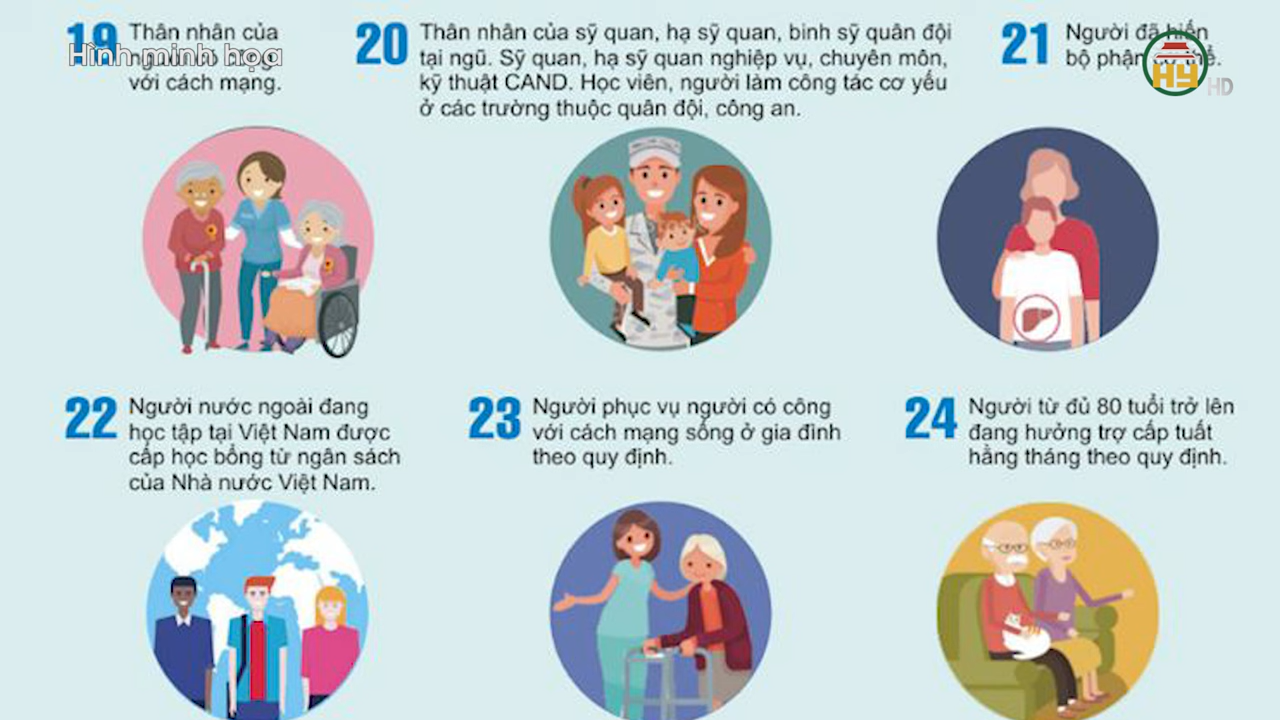 19 Thân nhân của
với cách mạng.
Hình minh họa
20 Thân nhân của sỹ quan, hạ sỹ quan, binh sỹ quân đội
tại ngũ. Sỹ quan, hạ sỹ quan nghiệp vụ, chuyên môn,
kỹ thuật CAND. Học viên, người làm công tác cơ yếu
ở các trường thuộc quân đội, công an.
21 Người đã hiến
bộ phận
HY
HD
22 Người nước ngoài đang
học tập tại Việt Nam được
cấp học bổng từ ngân sách
của Nhà nước Việt Nam.
23 Người phục vụ người có công
với cách mạng sống ở gia đình
theo quy định.
24 Người từ đủ 80 tuổi trở lên
đang hưởng trợ cấp tuất
hằng tháng theo quy định.